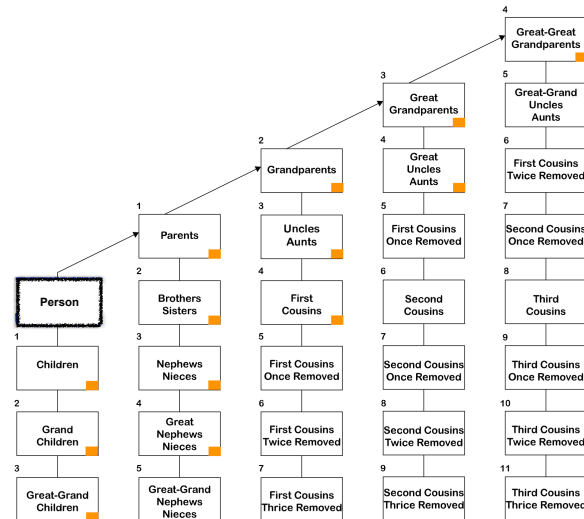 4
Great-Great
Grandparents
3
Great
Grandparents
5
Great-Grand
Uncles
Aunts
2
Grandparents
4
Great
Uncles
Aunts
6
First Cousins
Twice Removed
1
Parents
3
Uncles
Aunts
5
First Cousins
Once Removed
7
Second Cousins
Once Removed
Person
2
Brothers
Sisters
4
First
Cousins
6
Second
Cousins
8
Third
Cousins
1
Children
3
Nephews
Nieces
5
First Cousins
Once Removed
7
Second Cousins
Once Removed
9
Third Cousins
Once Removed
2
Grand
Children
4
Great
Nephews
Nieces
6
First Cousins
Twice Removed
8
Second Cousins
Twice Removed
10
Third Cousins
Twice Removed
3
Great-Grand
Children
5
Great-Grand
Nephews
Nieces
7
First Cousins
Thrice Removed
9
Second Cousins
Thrice Removed
11
Third Cousins
Thrice Removed